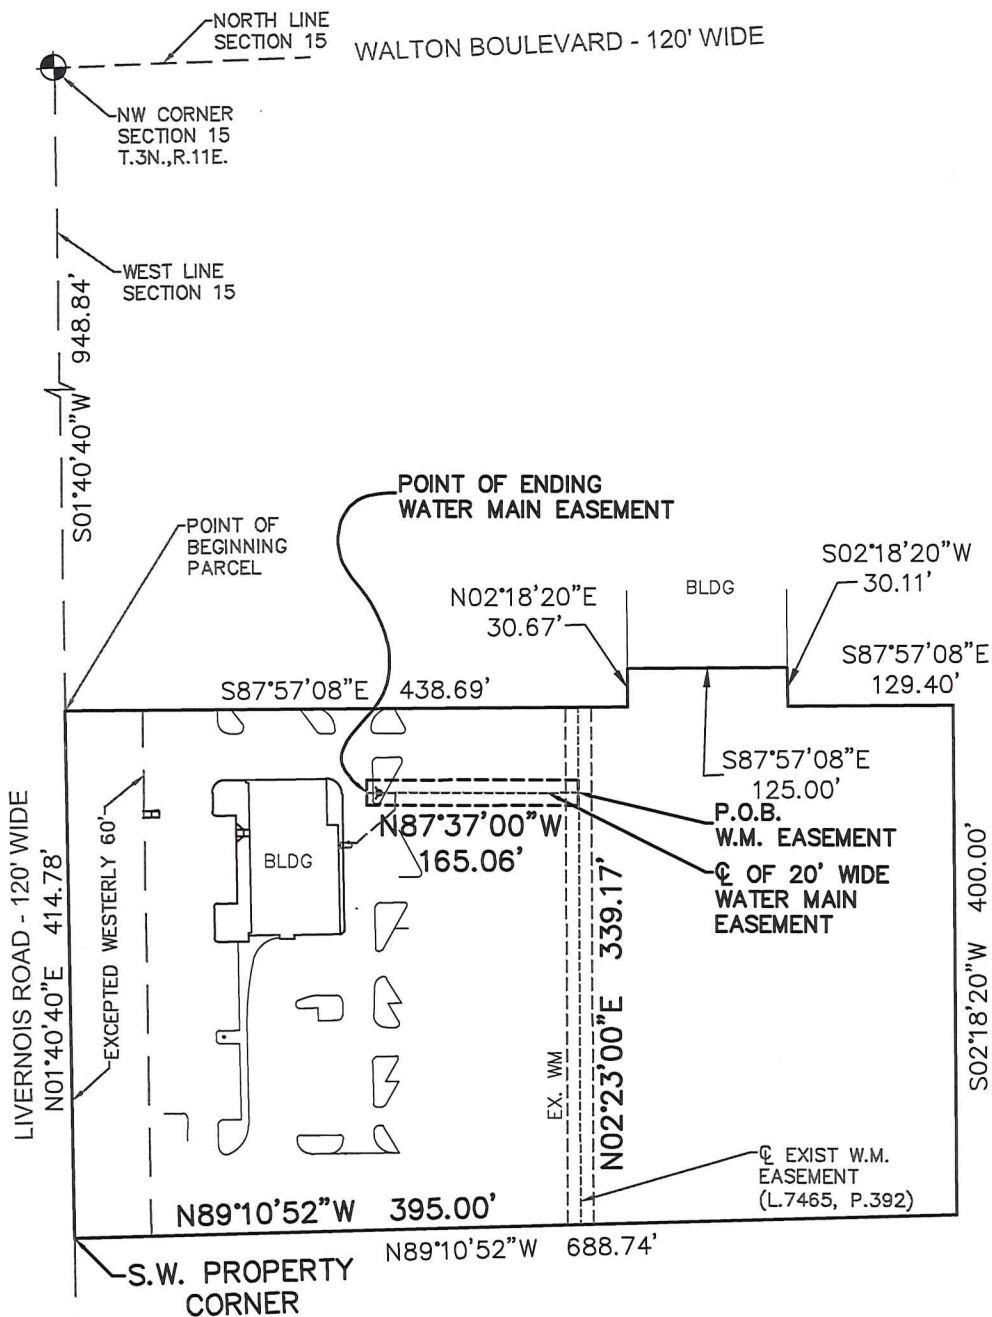 NORTH LINE
SECTION 15
WALTON BOULEVARD - 120' WIDE
NW CORNER
SECTION 15
T.3N.,R.11E.
WEST LINE
SECTION 15
S01°40'40"W 948.84'
POINT OF ENDING
WATER MAIN EASEMENT
POINT OF
BEGINNING
PARCEL
S02°18'20"W
30.11'
N02°18'20"E
30.67'
BLDG
S87°57'08"E
129.40'
S87°57'08"E 438.69'
S87°57'08"E
125.00'
P.O.B.
W.M. EASEMENT
N87°37'00"W
165.06'
BLDG
℄ OF 20' WIDE
WATER MAIN
EASEMENT
LIVERNOIS ROAD - 120' WIDE
N01°40'40"E 414.78'
EXCEPTED WESTERLY 60'
EX. WM
N02°23'00"E 339.17'
S02°18'20"W 400.00'
℄ EXIST W.M.
EASEMENT
(L.7465, P.392)
N89°10'52"W 395.00'
N89°10'52"W 688.74'
S.W. PROPERTY
CORNER